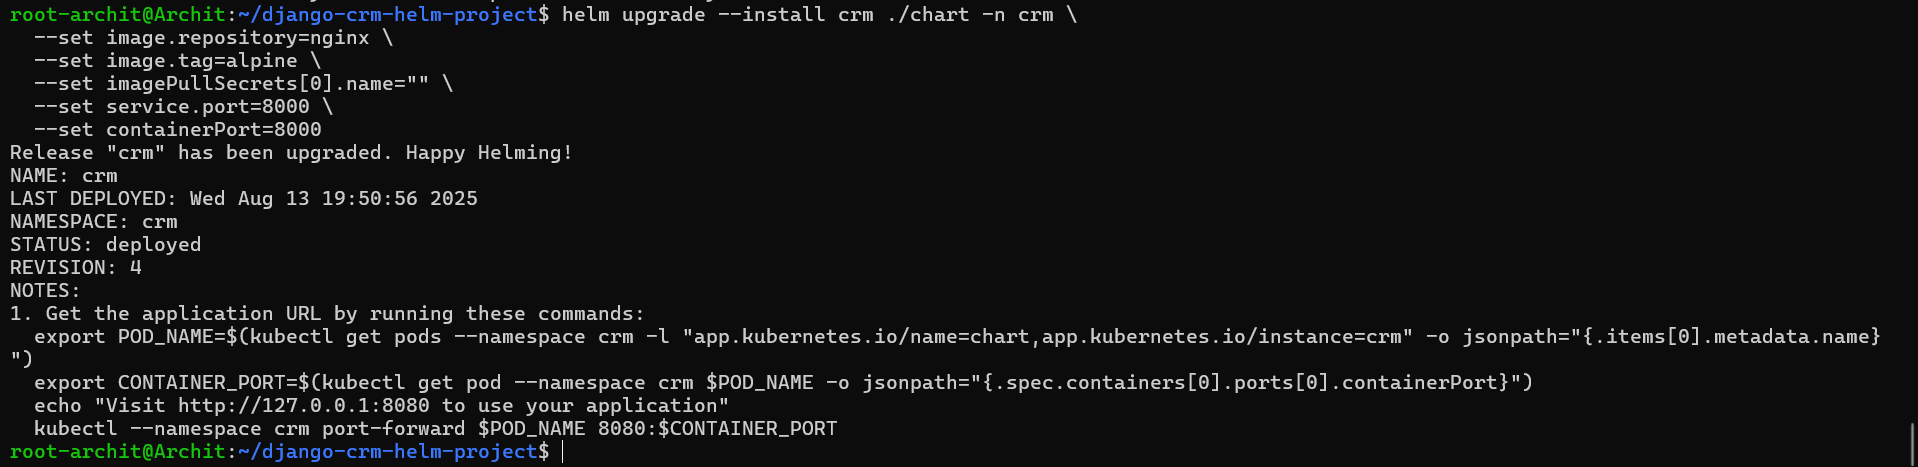 root-archit@Archit:~/django-crm-helm-project$ helm upgrade --install crm ./chart -n crm \
  --set image.repository=nginx \
  --set image.tag=alpine \
  --set imagePullSecrets[0].name="" \
  --set service.port=8000 \
  --set containerPort=8000
Release "crm" has been upgraded. Happy Helming!
NAME: crm
LAST DEPLOYED: Wed Aug 13 19:50:56 2025
NAMESPACE: crm
STATUS: deployed
REVISION: 4
NOTES:
1. Get the application URL by running these commands:
  export POD_NAME=$(kubectl get pods --namespace crm -l "app.kubernetes.io/name=chart,app.kubernetes.io/instance=crm" -o jsonpath="{.items[0].metadata.name}
")
  export CONTAINER_PORT=$(kubectl get pod --namespace crm $POD_NAME -o jsonpath="{.spec.containers[0].ports[0].containerPort}")
  echo "Visit http://127.0.0.1:8080 to use your application"
  kubectl --namespace crm port-forward $POD_NAME 8080:$CONTAINER_PORT
root-archit@Archit:~/django-crm-helm-project$